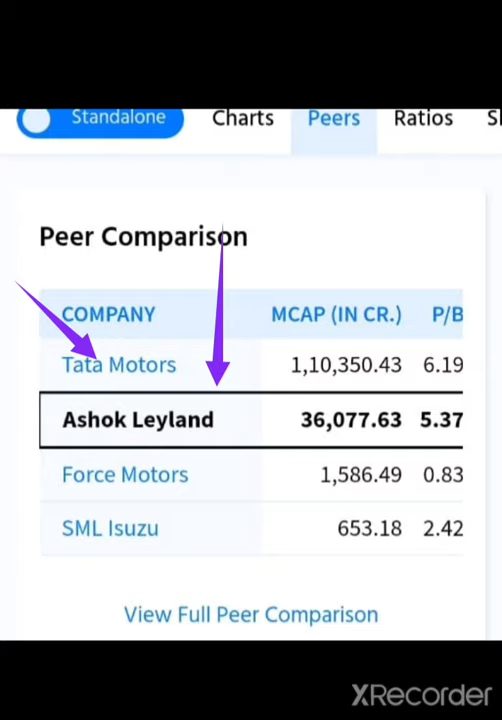 Standalone Charts Peers Ratios
Peer Comparison
COMPANY MCAP (IN CR.) P/B
Tata Motors 1,10,350.43 6.19
Ashok Leyland 36,077.63 5.37
Force Motors 1,586.49 0.83
SML Isuzu 653.18 2.42
View Full Peer Comparison
XRecorder